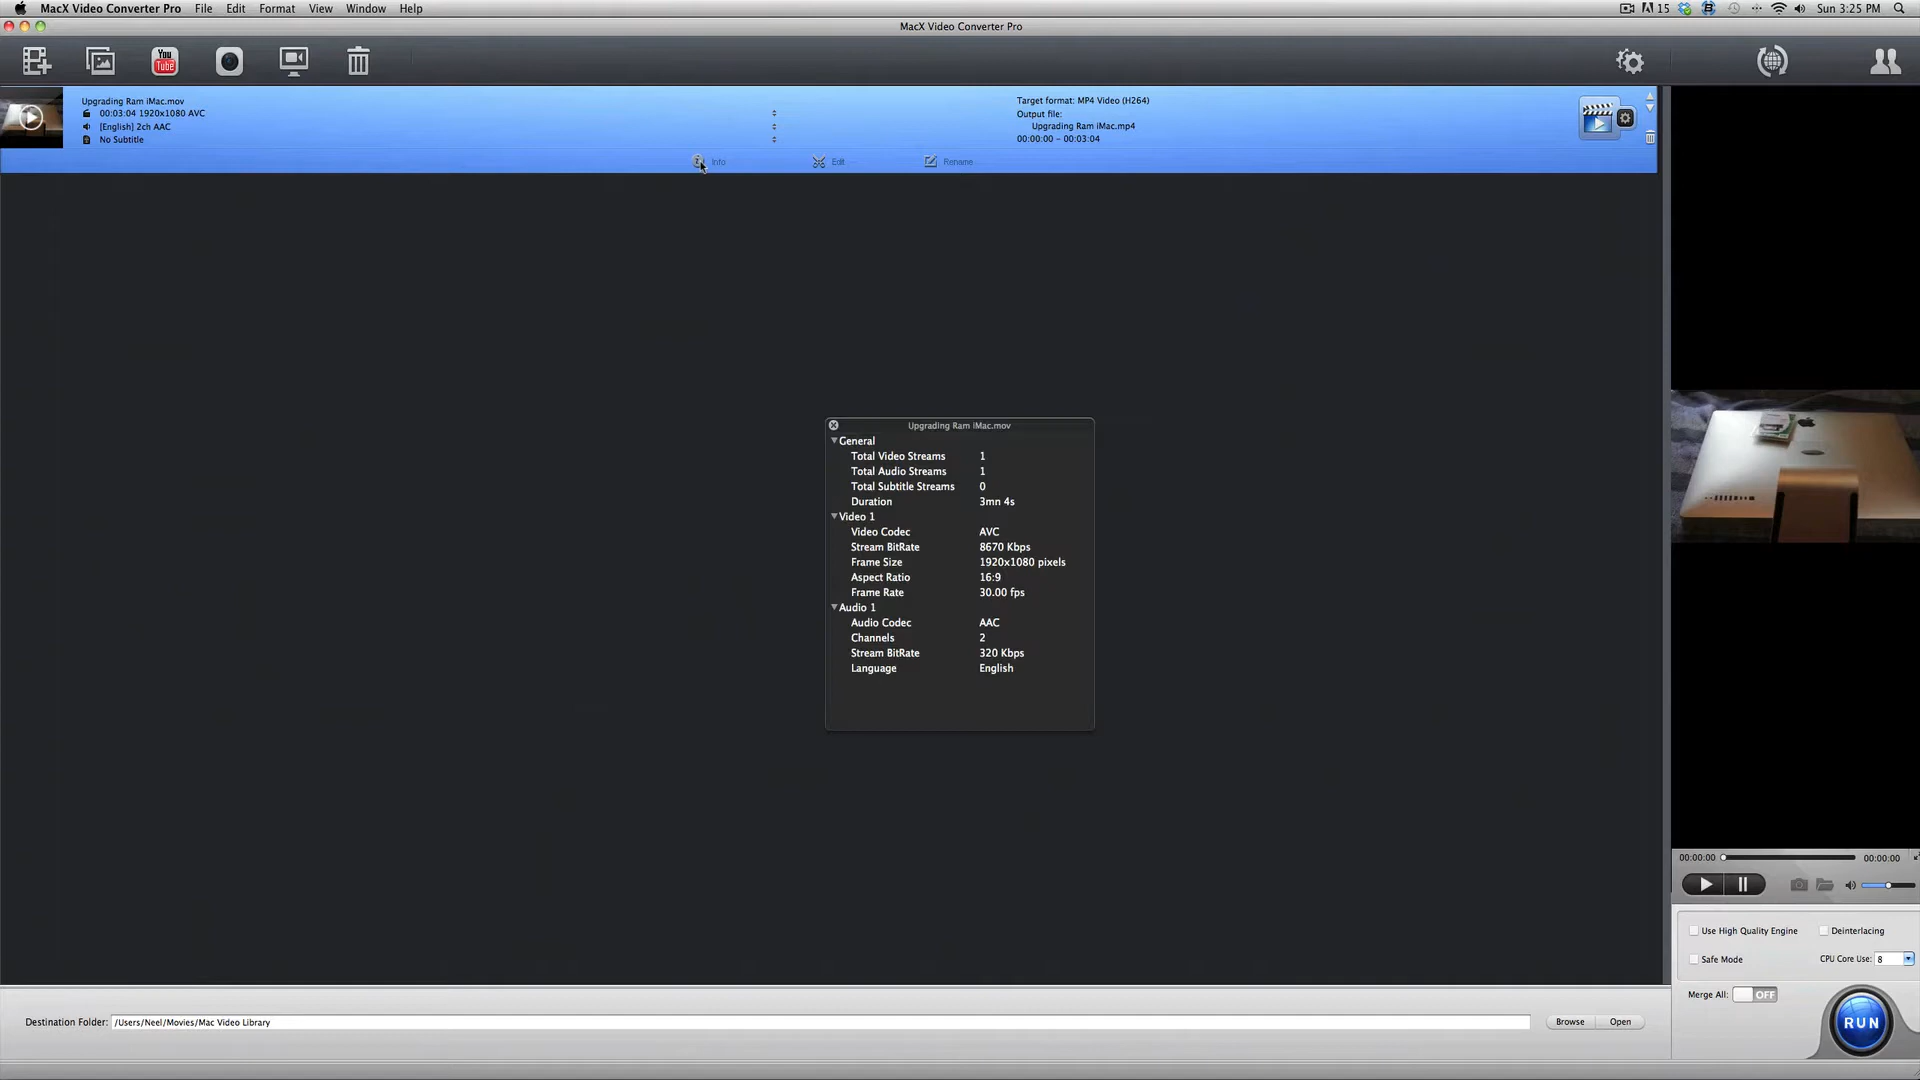 MacX Video Converter Pro File Edit Format View Window Help 15 Sun 3:25 PM
MacX Video Converter Pro
You Tube
Upgrading Ram iMac.mov
00:03:04 1920x1080 AVC
[English] 2ch AAC
No Subtitle
Target format: MP4 Video (H264)
Output file:
Upgrading Ram iMac.mp4
00:00:00 – 00:03:04
Info Edit Rename
Upgrading Ram iMac.mov
General
Total Video Streams 1
Total Audio Streams 1
Total Subtitle Streams 0
Duration 3mn 4s
Video 1
Video Codec AVC
Stream BitRate 8670 Kbps
Frame Size 1920x1080 pixels
Aspect Ratio 16:9
Frame Rate 30.00 fps
Audio 1
Audio Codec AAC
Channels 2
Stream BitRate 320 Kbps
Language English
00:00:00 00:00:00
Use High Quality Engine Deinterlacing
Safe Mode CPU Core Use: 8
Merge All: OFF
RUN
Destination Folder: /Users/Neel/Movies/Mac Video Library Browse Open